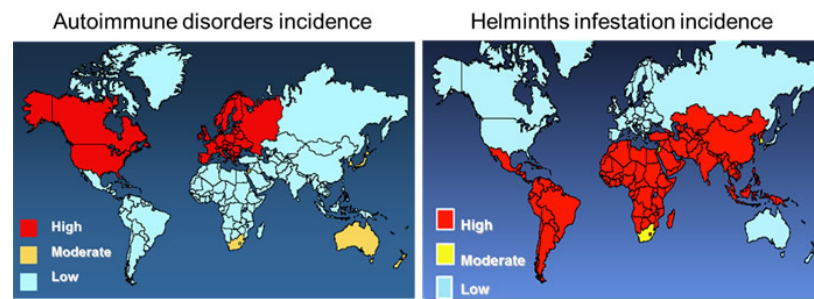 Autoimmune disorders incidence
High
Moderate
Low
Helminths infestation incidence
High
Moderate
Low